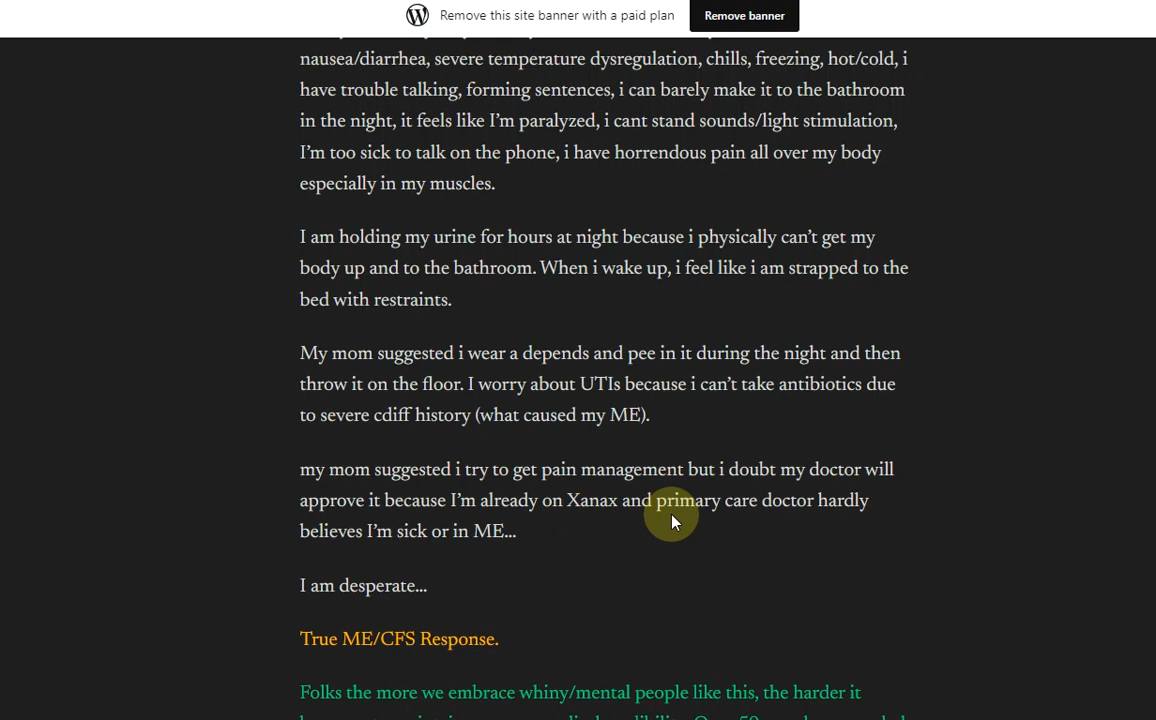 Remove this site banner with a paid plan
Remove banner
nausea/diarrhea, severe temperature dysregulation, chills, freezing, hot/cold, i
have trouble talking, forming sentences, i can barely make it to the bathroom
in the night, it feels like I'm paralyzed, i cant stand sounds/light stimulation,
I'm too sick to talk on the phone, i have horrendous pain all over my body
especially in my muscles.
I am holding my urine for hours at night because i physically can't get my
body up and to the bathroom. When i wake up, i feel like i am strapped to the
bed with restraints.
My mom suggested i wear a depends and pee in it during the night and then
throw it on the floor. I worry about UTIs because i can't take antibiotics due
to severe cdiff history (what caused my ME).
my mom suggested i try to get pain management but i doubt my doctor will
approve it because I'm already on Xanax and primary care doctor hardly
believes I'm sick or in ME...
I am desperate...
True ME/CFS Response.
Folks the more we embrace whiny/mental people like this, the harder it